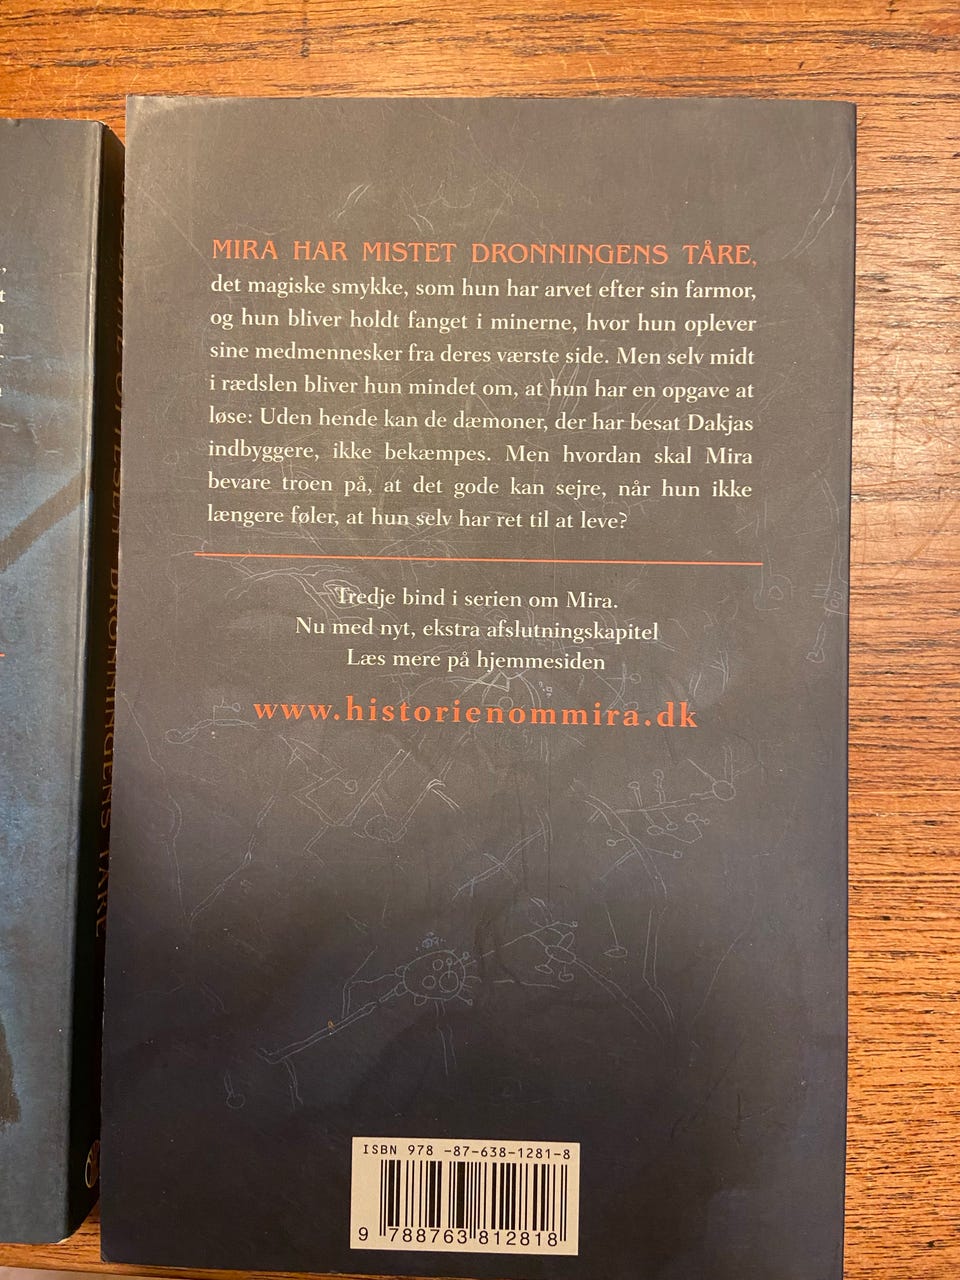 MIRA HAR MISTET DRONNINGENS TÅRE,
det magiske smykke, som hun har arvet efter sin farmor,
og hun bliver holdt fanget i minerne, hvor hun oplever
sine medmennesker fra deres værste side. Men selv midt
i rædslen bliver hun mindet om, at hun har en opgave at
løse: Uden hende kan de dæmoner, der har besat Dakjas
indbyggere, ikke bekæmpes. Men hvordan skal Mira
bevare troen på, at det gode kan sejre, når hun ikke
længere føler, at hun selv har ret til at leve?
Tredje bind i serien om Mira.
Nu med nyt, ekstra afslutningskapitel
Læs mere på hjemmesiden
www.historienommira.dk
ISBN 978 -87-638-1281-8
9 788763 812818
DRONNINGENS TÅRE